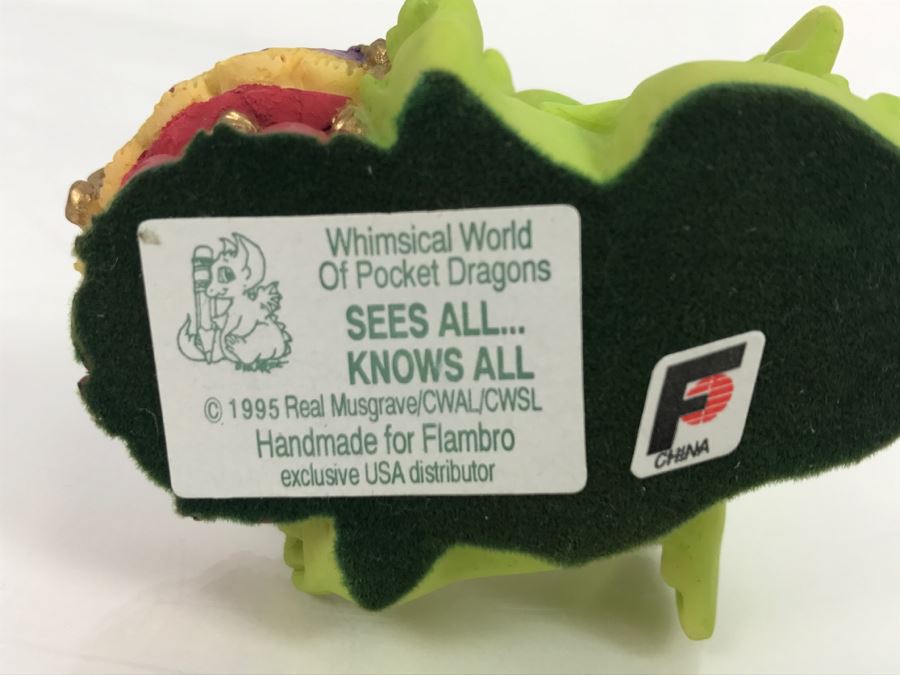 Whimsical World
Of Pocket Dragons
SEES ALL...
KNOWS ALL
© 1995 Real Musgrave/CWAL/CWSL
Handmade for Flambro
exclusive USA distributor
F
CHINA